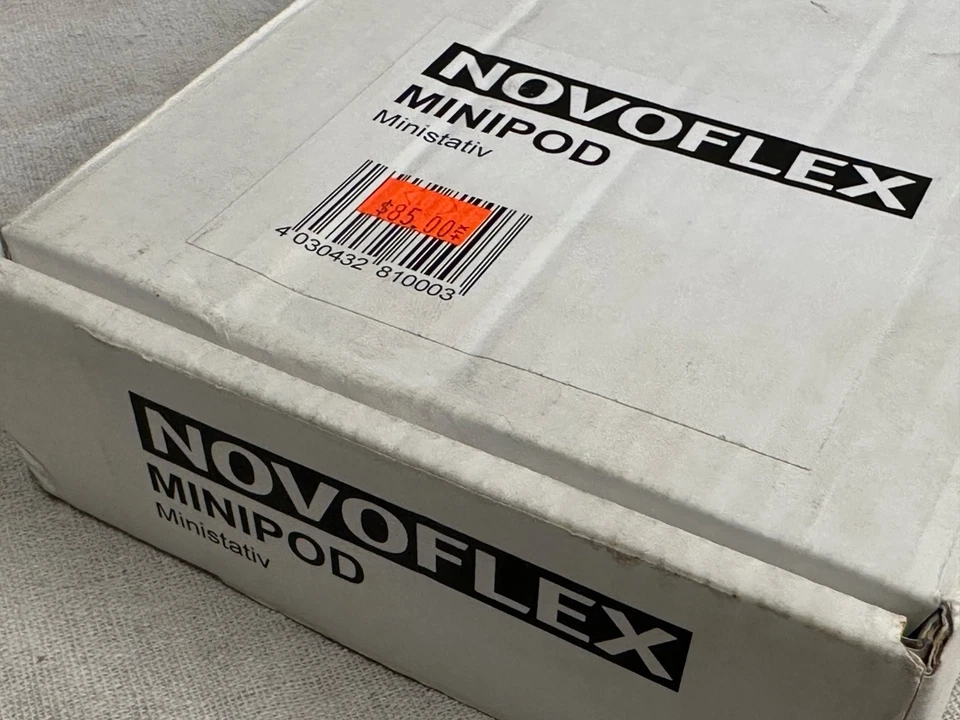 NOVOFLEX
MINIPOD
Ministativ
$85.00
4 030432 810003
NOVOFLEX
MINIPOD
Ministativ